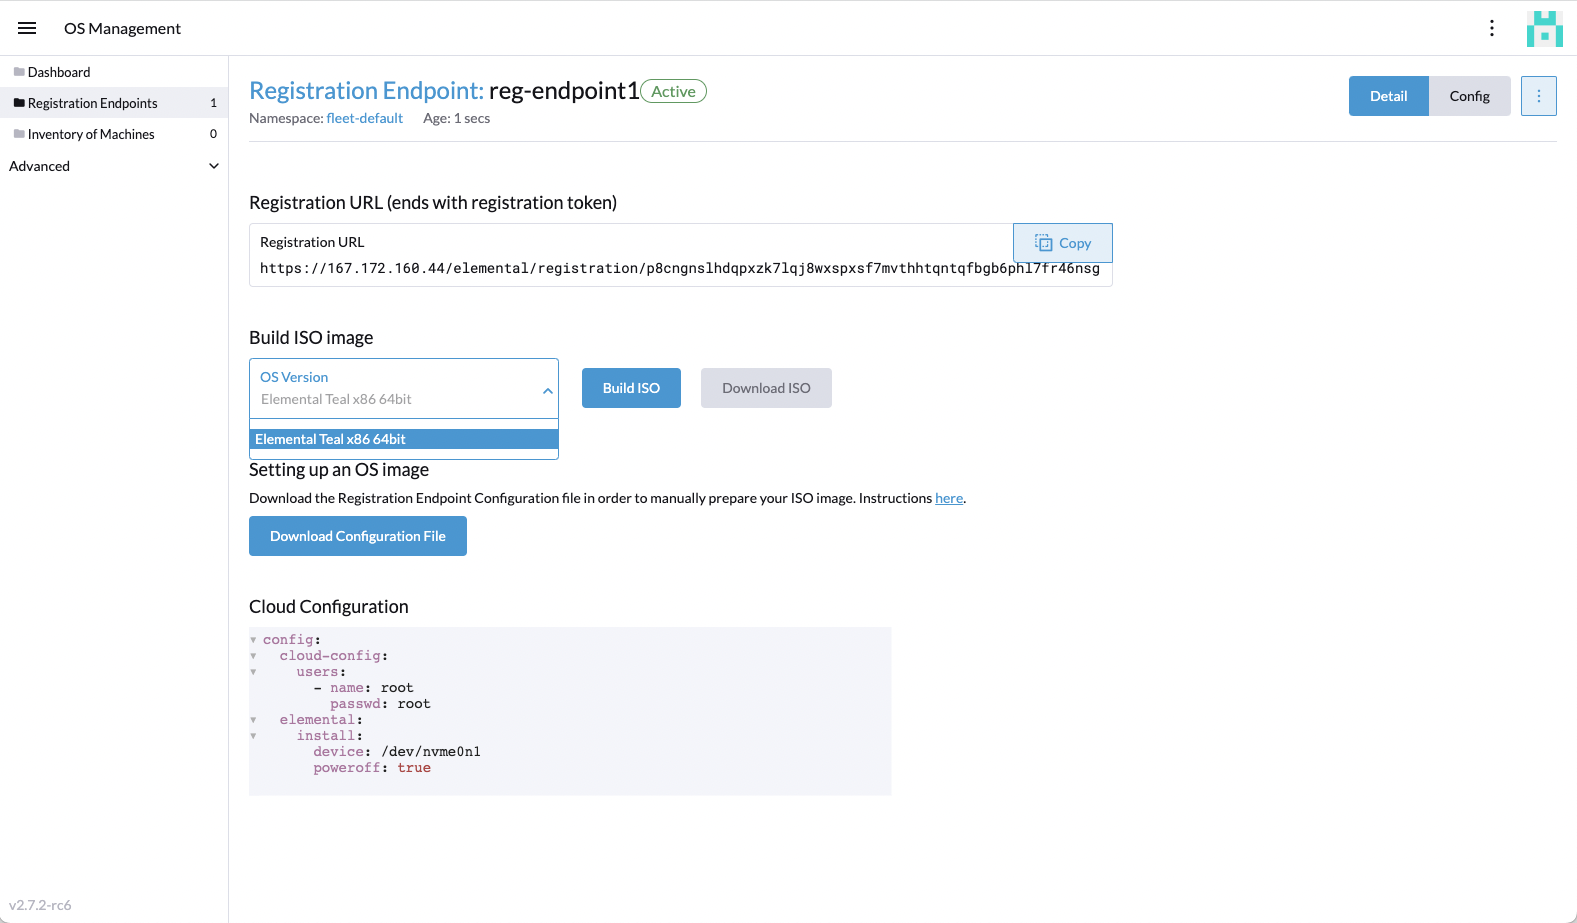 OS Management
Dashboard
Registration Endpoints 1
Inventory of Machines 0
Advanced
Registration Endpoint: reg-endpoint1 Active
Namespace: fleet-default Age: 1 secs
Detail Config
Registration URL (ends with registration token)
Registration URL
Copy
https://167.172.160.44/elemental/registration/p8cngnslhdqpxzk7lqj8wxspxsf7mvthhtqntqfbgb6phl7fr46nsg
Build ISO image
OS Version
Elemental Teal x86 64bit
Build ISO Download ISO
Elemental Teal x86 64bit
Setting up an OS image
Download the Registration Endpoint Configuration file in order to manually prepare your ISO image. Instructions here.
Download Configuration File
Cloud Configuration
config:
  cloud-config:
    users:
      - name: root
        passwd: root
  elemental:
    install:
      device: /dev/nvme0n1
      poweroff: true
v2.7.2-rc6